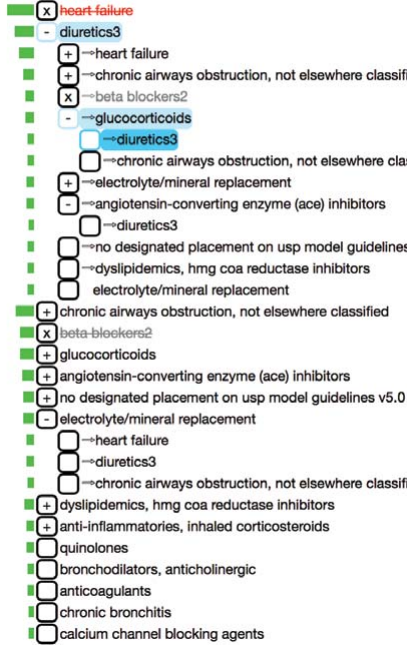 x heart failure
- diuretics3
+ →heart failure
+ →chronic airways obstruction, not elsewhere classifi
x →beta blockers2
- →glucocorticoids
→diuretics3
→chronic airways obstruction, not elsewhere clas
+ →electrolyte/mineral replacement
- →angiotensin-converting enzyme (ace) inhibitors
→diuretics3
→no designated placement on usp model guidelines
→dyslipidemics, hmg coa reductase inhibitors
electrolyte/mineral replacement
+ chronic airways obstruction, not elsewhere classified
x beta blockers2
+ glucocorticoids
+ angiotensin-converting enzyme (ace) inhibitors
+ no designated placement on usp model guidelines v5.0
- electrolyte/mineral replacement
→heart failure
→diuretics3
→chronic airways obstruction, not elsewhere classifi
+ dyslipidemics, hmg coa reductase inhibitors
+ anti-inflammatories, inhaled corticosteroids
quinolones
bronchodilators, anticholinergic
anticoagulants
chronic bronchitis
calcium channel blocking agents